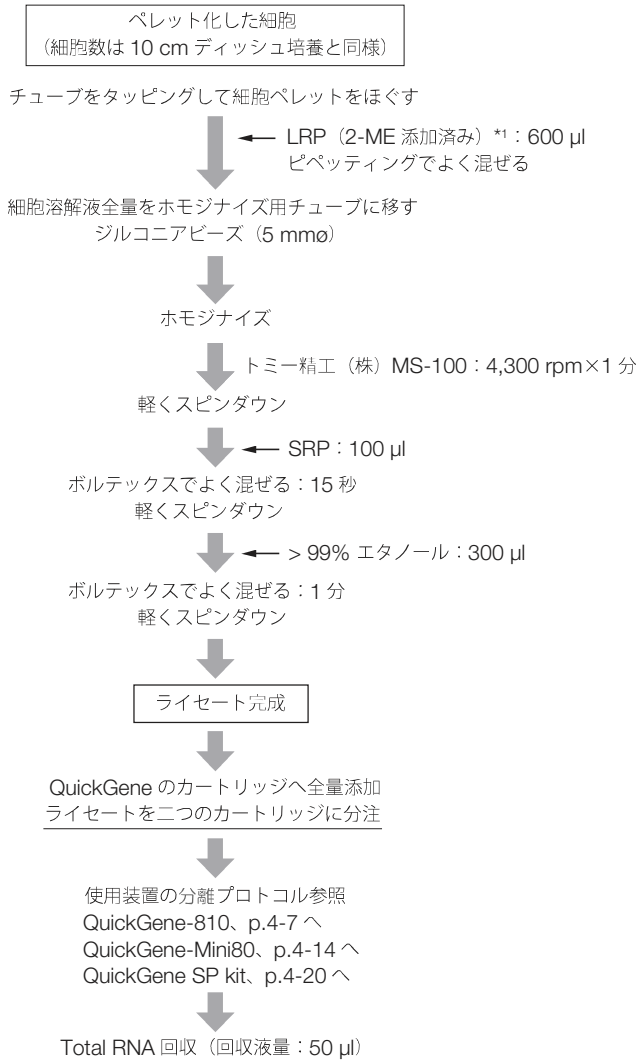 ペレット化した細胞
（細胞数は 10 cm ディッシュ培養と同様）
チューブをタッピングして細胞ペレットをほぐす
LRP（2-ME 添加済み）*1：600 µl
ピペッティングでよく混ぜる
細胞溶解液全量をホモジナイズ用チューブに移す
ジルコニアビーズ（5 mmø）
ホモジナイズ
トミー精工（株）MS-100：4,300 rpm×1 分
軽くスピンダウン
SRP：100 µl
ボルテックスでよく混ぜる：15 秒
軽くスピンダウン
> 99% エタノール：300 µl
ボルテックスでよく混ぜる：1 分
軽くスピンダウン
ライセート完成
QuickGene のカートリッジへ全量添加
ライセートを二つのカートリッジに分注
使用装置の分離プロトコル参照
QuickGene-810、p.4-7 へ
QuickGene-Mini80、p.4-14 へ
QuickGene SP kit、p.4-20 へ
Total RNA 回収（回収液量：50 µl）